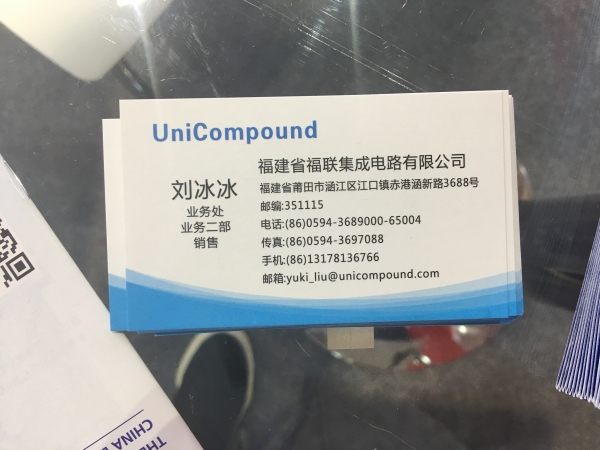 UniCompound
福建省福联集成电路有限公司
刘冰冰
业务处
业务二部
销售
福建省莆田市涵江区江口镇赤港涵新路3688号
邮编:351115
电话:(86)0594-3689000-65004
传真:(86)0594-3697088
手机:(86)13178136766
邮箱:yuki_liu@unicompound.com
CHINA